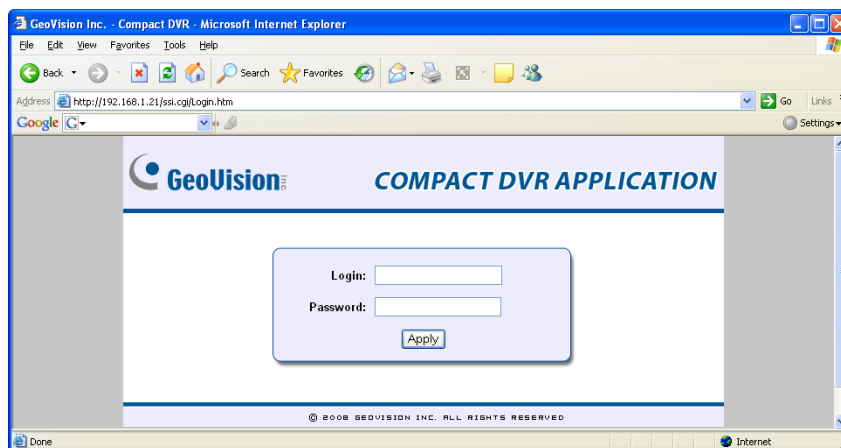 GeoVision Inc. - Compact DVR - Microsoft Internet Explorer
File Edit View Favorites Tools Help
Back Search Favorites
Address http://192.168.1.21/ssi.cgi/Login.htm Go Links
Google G Settings
GeoVision inc COMPACT DVR APPLICATION
Login:
Password:
Apply
© 2008 GEOVISION INC. ALL RIGHTS RESERVED
Done Internet